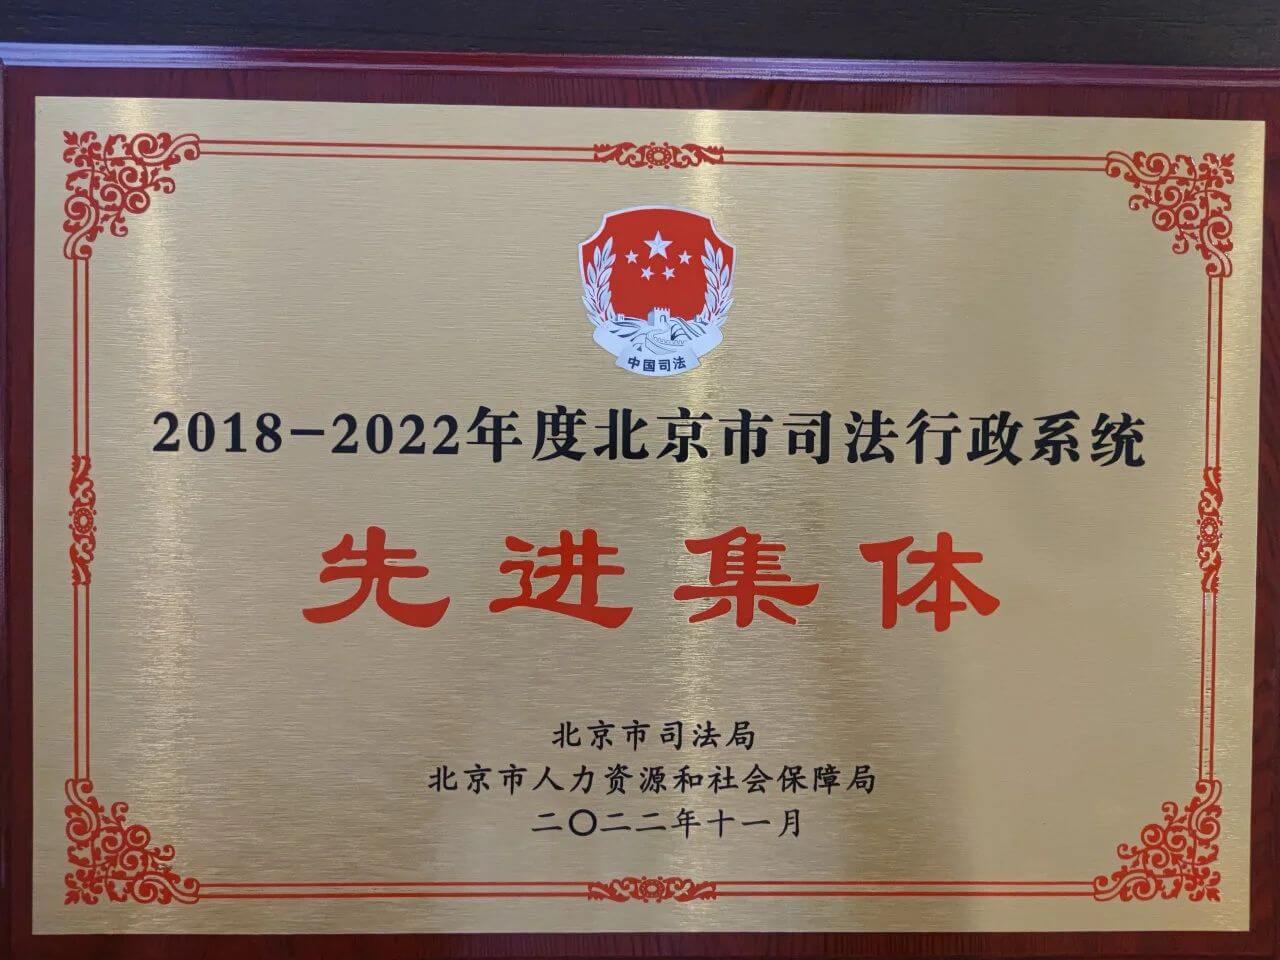 中国司法
2018-2022年度北京市司法行政系统
先进集体
北京市司法局
北京市人力资源和社会保障局
二〇二二年十一月